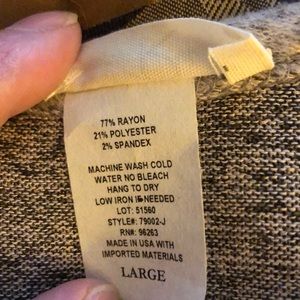 77% RAYON
21% POLYESTER
2% SPANDEX
MACHINE WASH COLD
WATER NO BLEACH
HANG TO DRY
LOW IRON IF NEEDED
LOT: 51560
STYLE#: 79002-J
RN#: 96263
MADE IN USA WITH
IMPORTED MATERIALS
LARGE